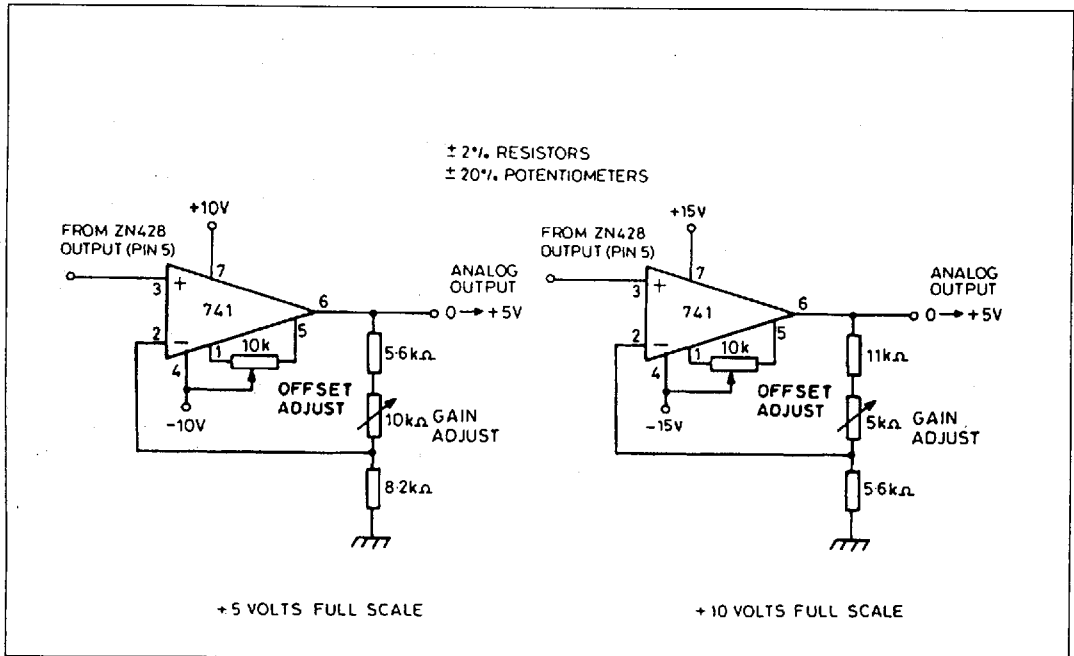 ± 2% RESISTORS
± 20% POTENTIOMETERS
+10V
FROM ZN428
OUTPUT (PIN 5)
7
3
+
741
6
ANALOG
OUTPUT
0 → +5V
2
−
1
10k
5
4
OFFSET
ADJUST
−10V
5.6kΩ
10kΩ
GAIN
ADJUST
8.2kΩ
+5 VOLTS FULL SCALE
+15V
FROM ZN428
OUTPUT (PIN 5)
7
3
+
741
6
ANALOG
OUTPUT
0 → +5V
2
−
1
10k
5
4
OFFSET
ADJUST
−15V
11kΩ
5kΩ
GAIN
ADJUST
5.6kΩ
+10 VOLTS FULL SCALE